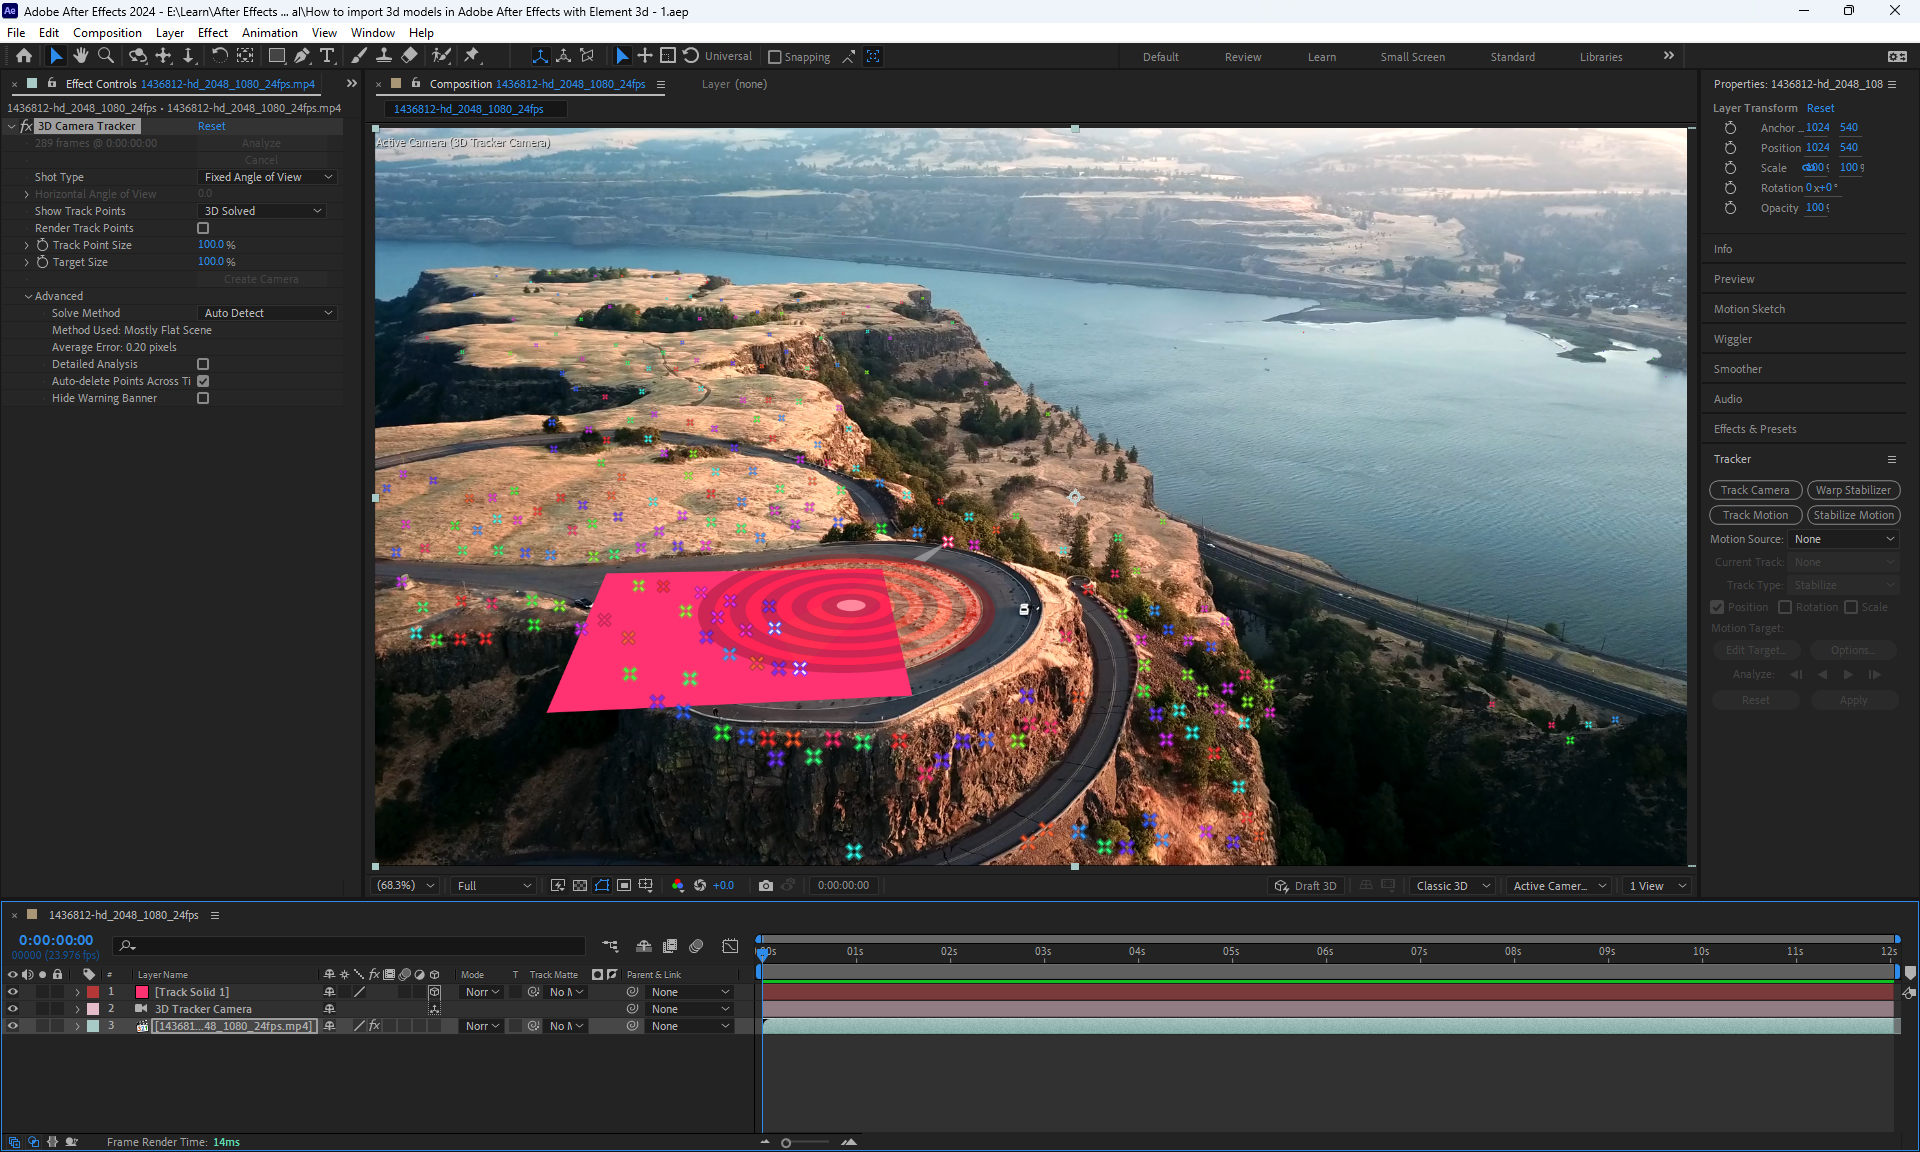 Adobe After Effects 2024 - E:\Learn\After Effects ... al\How to import 3d models in Adobe After Effects with Element 3d - 1.aep
File Edit Composition Layer Effect Animation View Window Help
Universal Snapping Default Review Learn Small Screen Standard Libraries
Effect Controls 1436812-hd_2048_1080_24fps.mp4
1436812-hd_2048_1080_24fps • 1436812-hd_2048_1080_24fps.mp4
fx 3D Camera Tracker Reset
289 frames @ 0:00:00:00 Analyze
Cancel
Shot Type Fixed Angle of View
Horizontal Angle of View 0.0
Show Track Points 3D Solved
Render Track Points
Track Point Size 100.0 %
Target Size 100.0 %
Create Camera
Advanced
Solve Method Auto Detect
Method Used: Mostly Flat Scene
Average Error: 0.20 pixels
Detailed Analysis
Auto-delete Points Across Ti
Hide Warning Banner
Composition 1436812-hd_2048_1080_24fps Layer (none)
1436812-hd_2048_1080_24fps
Active Camera (3D Tracker Camera)
(68.3%) Full +0.0 0:00:00:00 Draft 3D Classic 3D Active Camer... 1 View
Properties: 1436812-hd_2048_108
Layer Transform Reset
Anchor .. 1024 540
Position 1024 540
Scale 100 100
Rotation 0x+0°
Opacity 100
Info
Preview
Motion Sketch
Wiggler
Smoother
Audio
Effects & Presets
Tracker
Track Camera Warp Stabilizer
Track Motion Stabilize Motion
Motion Source: None
Current Track: None
Track Type: Stabilize
Position Rotation Scale
Motion Target:
Edit Target... Options...
Analyze:
Reset Apply
1436812-hd_2048_1080_24fps
0:00:00:00
00000 (23.976 fps)
:00s 01s 02s 03s 04s 05s 06s 07s 08s 09s 10s 11s 12s
# Layer Name fx Mode T Track Matte Parent & Link
1 [Track Solid 1] Norr No M None
2 3D Tracker Camera None
3 [143681...48_1080_24fps.mp4] fx Norr No M None
Frame Render Time: 14ms